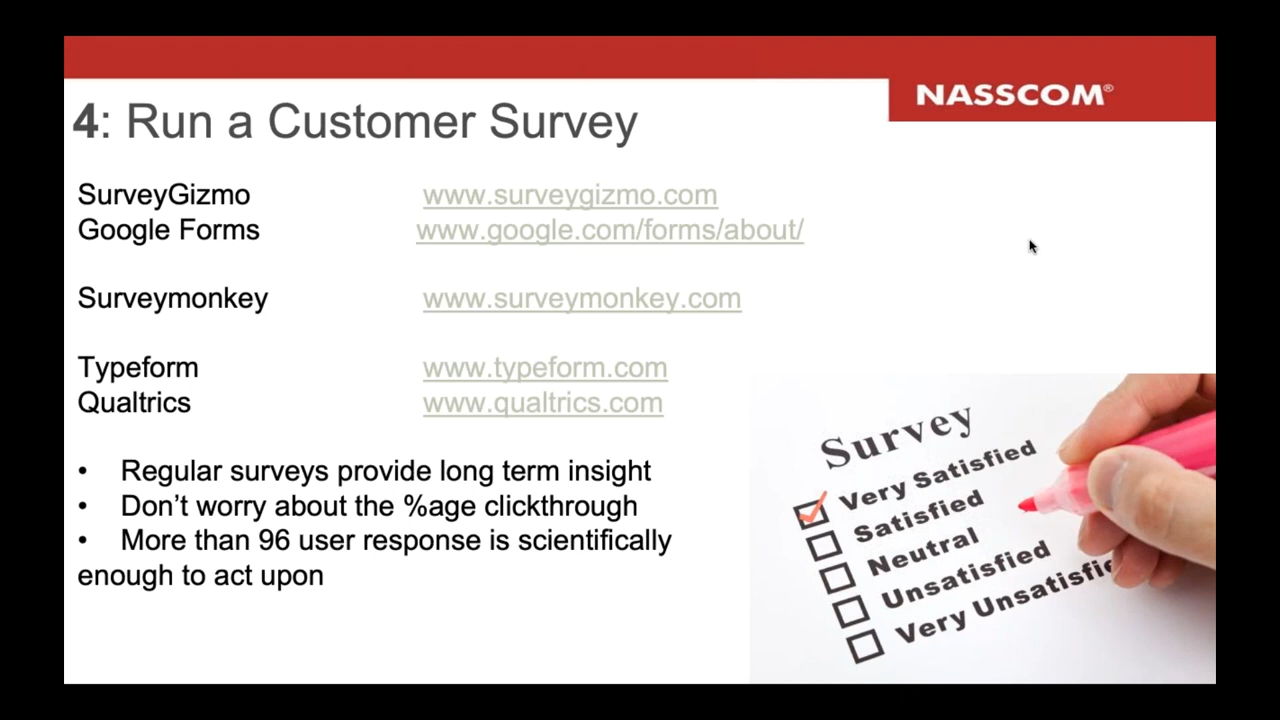 NASSCOM®
4: Run a Customer Survey
SurveyGizmo www.surveygizmo.com
Google Forms www.google.com/forms/about/
Surveymonkey www.surveymonkey.com
Typeform www.typeform.com
Qualtrics www.qualtrics.com
• Regular surveys provide long term insight
• Don't worry about the %age clickthrough
• More than 96 user response is scientifically
enough to act upon
Survey
Very Satisfied
Satisfied
Neutral
Unsatisfied
Very Unsatisfie